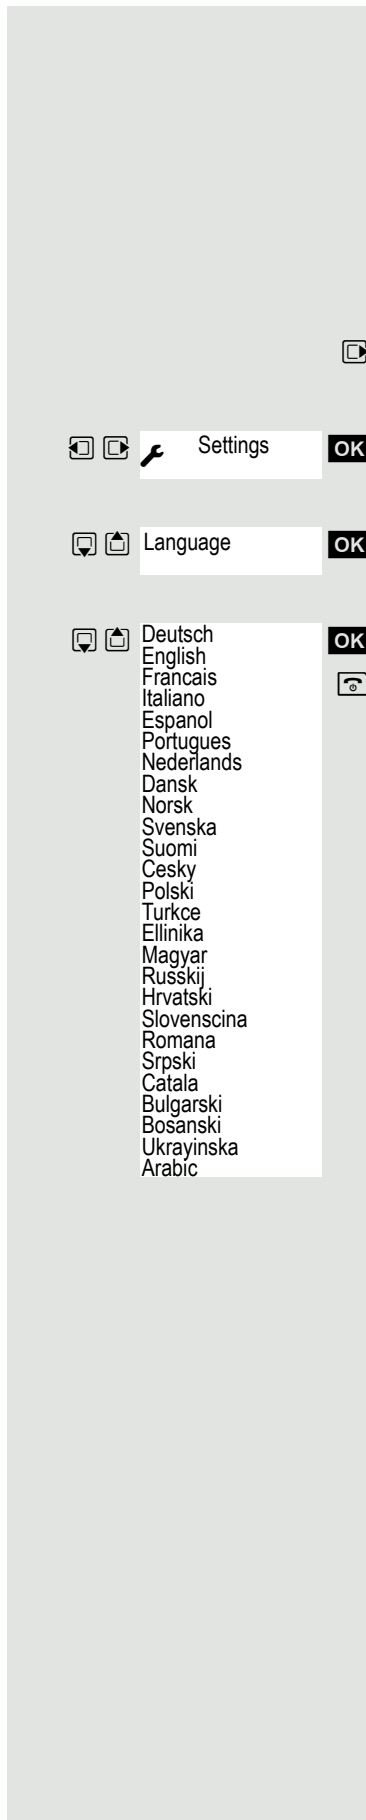 Settings OK
Language OK
Deutsch OK
English
Francais
Italiano
Espanol
Portugues
Nederlands
Dansk
Norsk
Svenska
Suomi
Cesky
Polski
Turkce
Ellinika
Magyar
Russkij
Hrvatski
Slovenscina
Romana
Srpski
Catala
Bulgarski
Bosanski
Ukrayinska
Arabic